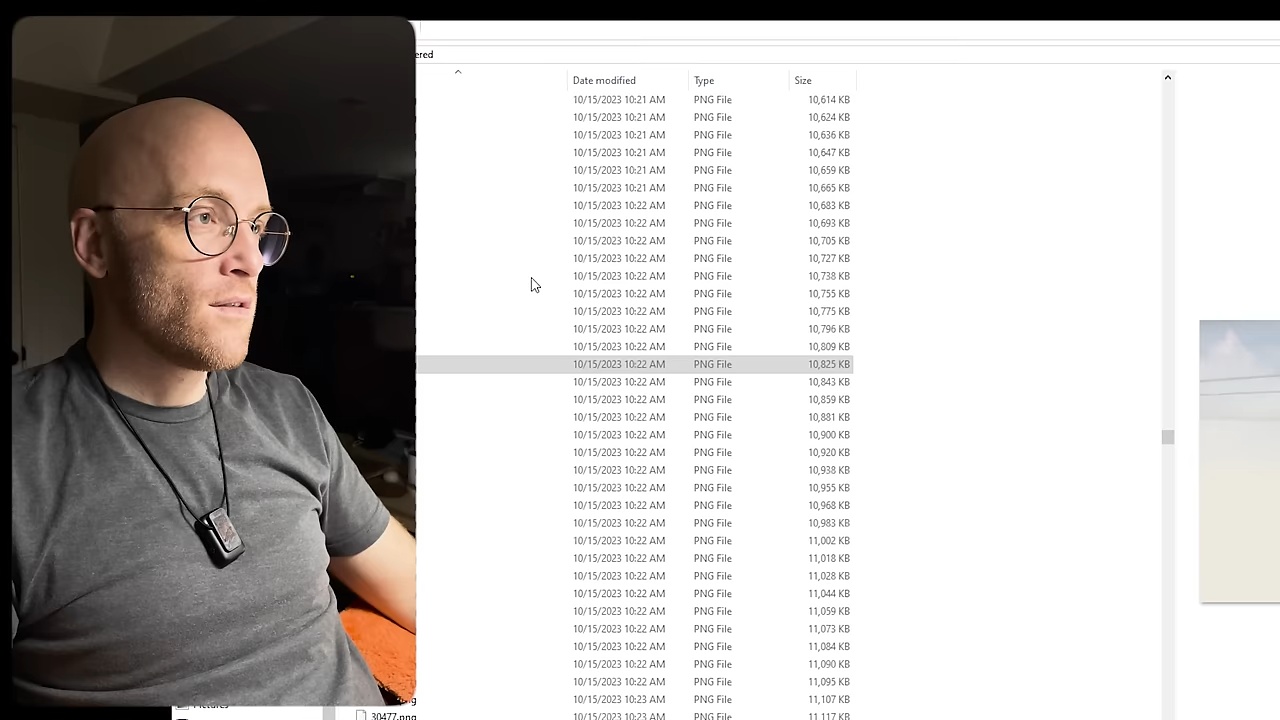 ered
Date modified Type Size
10/15/2023 10:21 AM PNG File 10,614 KB
10/15/2023 10:21 AM PNG File 10,624 KB
10/15/2023 10:21 AM PNG File 10,636 KB
10/15/2023 10:21 AM PNG File 10,647 KB
10/15/2023 10:21 AM PNG File 10,659 KB
10/15/2023 10:21 AM PNG File 10,665 KB
10/15/2023 10:22 AM PNG File 10,683 KB
10/15/2023 10:22 AM PNG File 10,693 KB
10/15/2023 10:22 AM PNG File 10,705 KB
10/15/2023 10:22 AM PNG File 10,727 KB
10/15/2023 10:22 AM PNG File 10,738 KB
10/15/2023 10:22 AM PNG File 10,755 KB
10/15/2023 10:22 AM PNG File 10,775 KB
10/15/2023 10:22 AM PNG File 10,796 KB
10/15/2023 10:22 AM PNG File 10,809 KB
10/15/2023 10:22 AM PNG File 10,825 KB
10/15/2023 10:22 AM PNG File 10,843 KB
10/15/2023 10:22 AM PNG File 10,859 KB
10/15/2023 10:22 AM PNG File 10,881 KB
10/15/2023 10:22 AM PNG File 10,900 KB
10/15/2023 10:22 AM PNG File 10,920 KB
10/15/2023 10:22 AM PNG File 10,938 KB
10/15/2023 10:22 AM PNG File 10,955 KB
10/15/2023 10:22 AM PNG File 10,968 KB
10/15/2023 10:22 AM PNG File 10,983 KB
10/15/2023 10:22 AM PNG File 11,002 KB
10/15/2023 10:22 AM PNG File 11,018 KB
10/15/2023 10:22 AM PNG File 11,028 KB
10/15/2023 10:22 AM PNG File 11,044 KB
10/15/2023 10:22 AM PNG File 11,059 KB
10/15/2023 10:22 AM PNG File 11,073 KB
10/15/2023 10:22 AM PNG File 11,084 KB
10/15/2023 10:22 AM PNG File 11,090 KB
10/15/2023 10:22 AM PNG File 11,095 KB
10/15/2023 10:23 AM PNG File 11,107 KB
Pictures 30477.png 10/15/2023 10:23 AM PNG File 11,117 KB